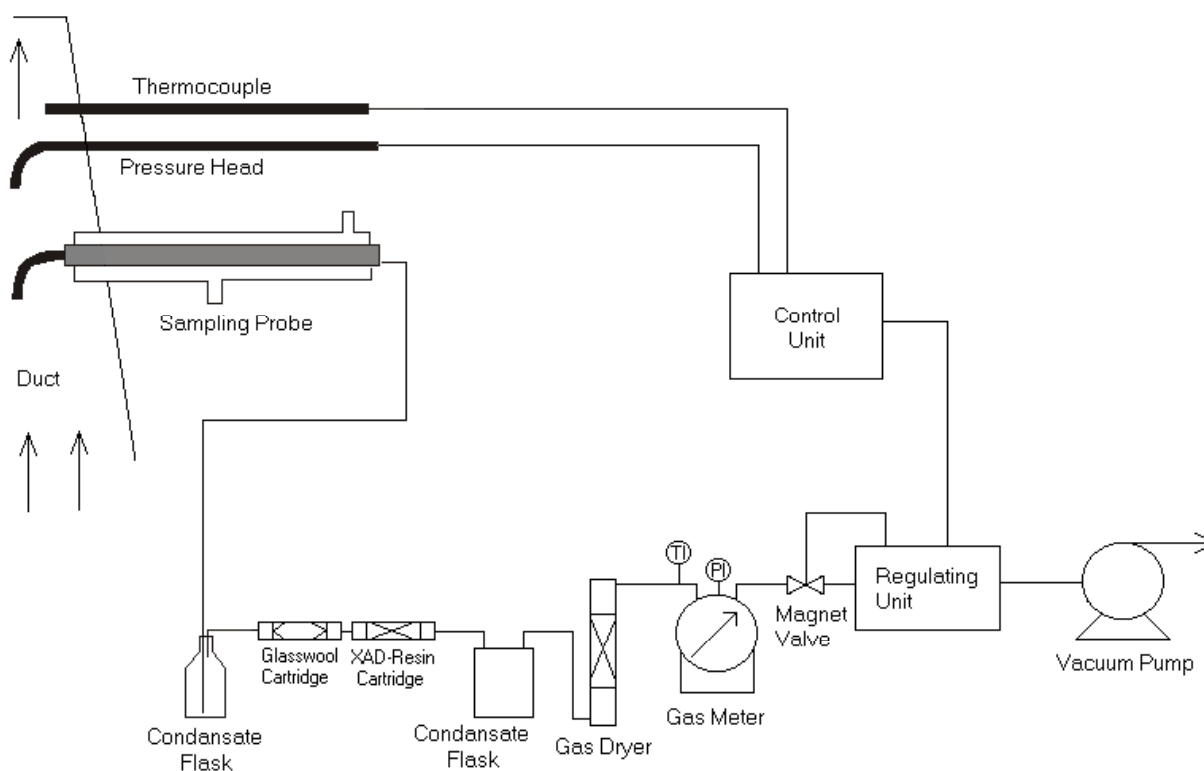 Thermocouple
Pressure Head
Sampling Probe
Control
Unit
Duct
TI
PI
Regulating
Unit
Magnet
Valve
Vacuum Pump
Glasswool
Cartridge
XAD-Resin
Cartridge
Gas Meter
Gas Dryer
Condansate
Flask
Condansate
Flask